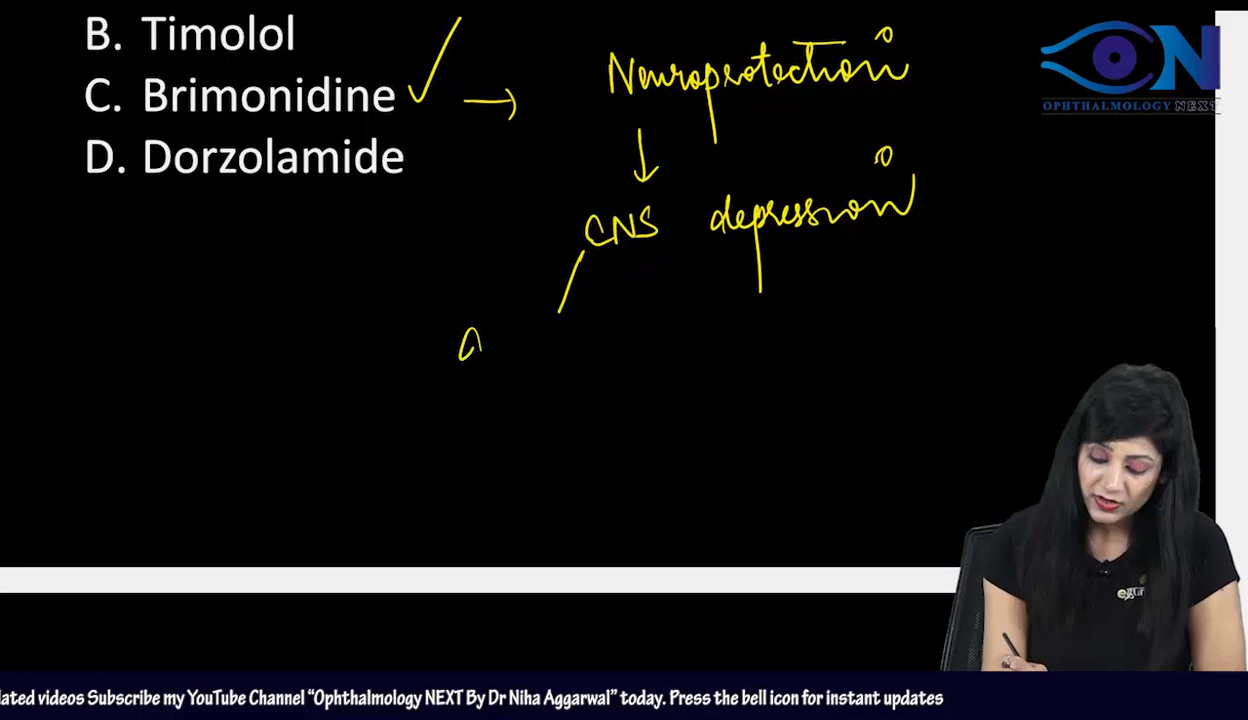 B. Timolol
C. Brimonidine
D. Dorzolamide
Neuroprotection
CNS depression
ON
OPHTHALMOLOGY NEXT
lated videos Subscribe my YouTube Channel “Ophthalmology NEXT By Dr Niha Aggarwal” today. Press the bell icon for instant updates